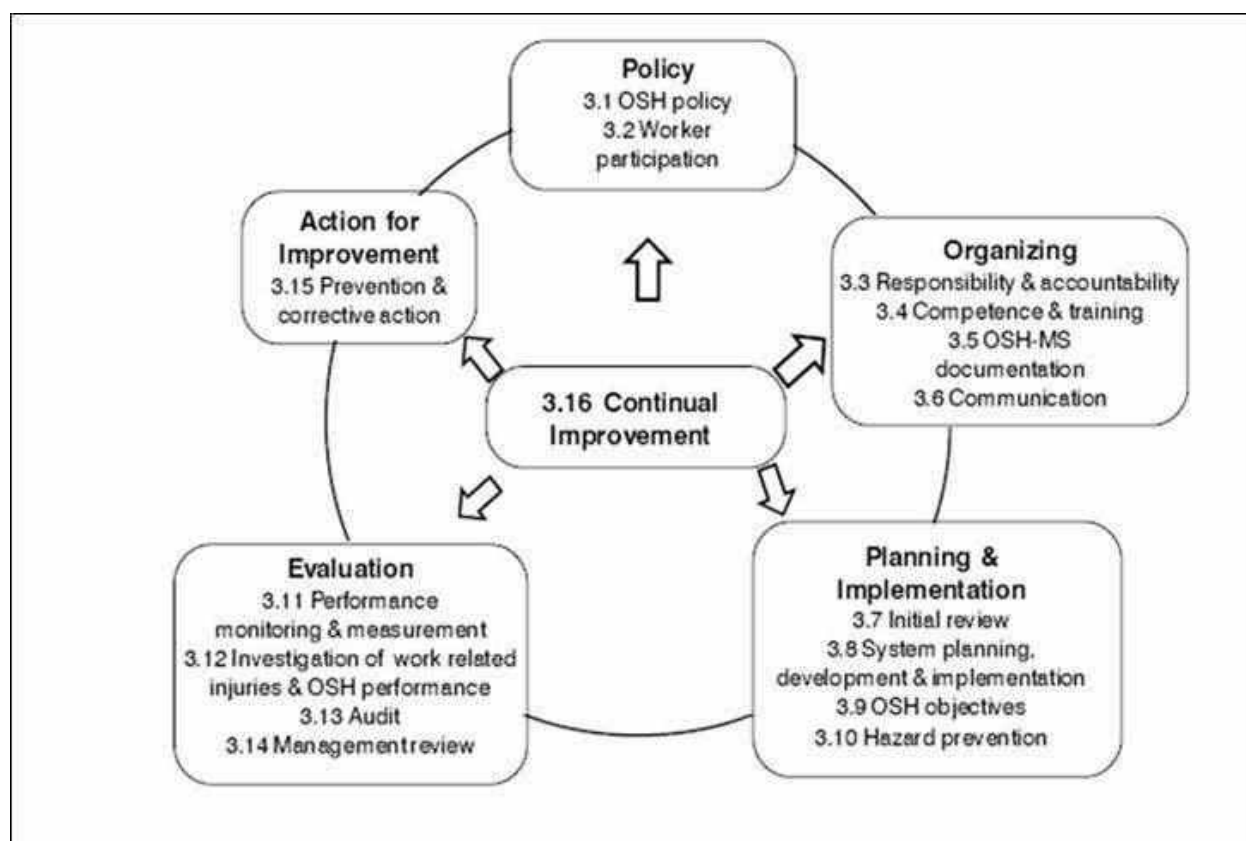 Policy
3.1 OSH policy
3.2 Worker
participation
Action for
Improvement
3.15 Prevention &
corrective action
Organizing
3.3 Responsibility & accountability
3.4 Competence & training
3.5 OSH-MS
documentation
3.6 Communication
3.16 Continual
Improvement
Evaluation
3.11 Performance
monitoring & measurement
3.12 Investigation of work related
injuries & OSH performance
3.13 Audit
3.14 Management review
Planning &
Implementation
3.7 Initial review
3.8 System planning,
development & implementation
3.9 OSH objectives
3.10 Hazard prevention